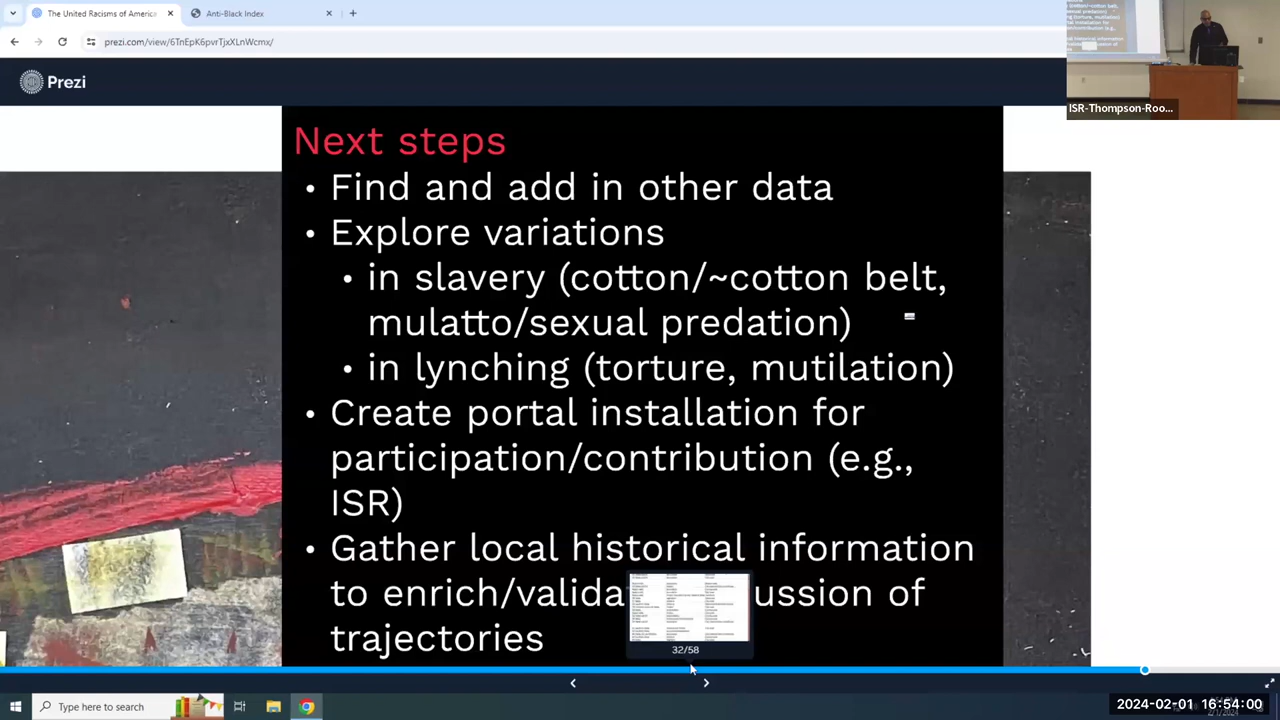 The United Racisms of America
Anti-Black Index
prezi.com/view/6TnEpK6pvrTjxXLnWcmx/
Prezi
ISR-Thompson-Roo...
Next steps
• Find and add in other data
• Explore variations
• in slavery (cotton/~cotton belt,
mulatto/sexual predation)
• in lynching (torture, mutilation)
• Create portal installation for
participation/contribution (e.g.,
ISR)
• Gather local historical information
to enrich/valida ussion of
trajectories
32/58
Type here to search
2024-02-01 16:54:00